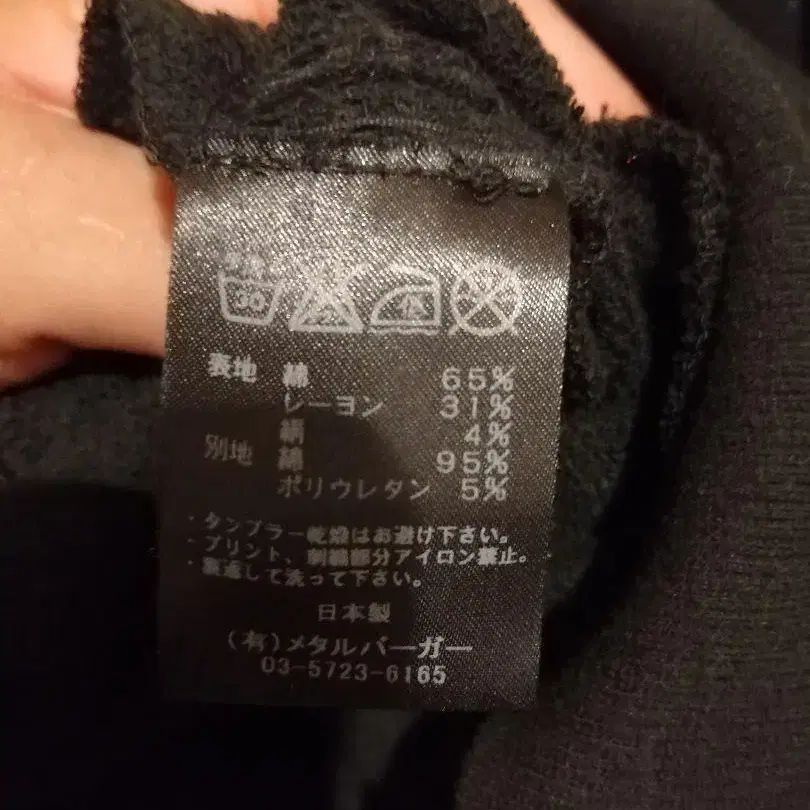 30
表地 綿 65%
レーヨン 31%
絹 4%
別地 綿 95%
ポリウレタン 5%
・タンブラー乾燥はお避け下さい。
・プリント、刺繍部分アイロン禁止。
・裏返して洗って下さい。
日本製
(有)メタルバーガー
03-5723-6165